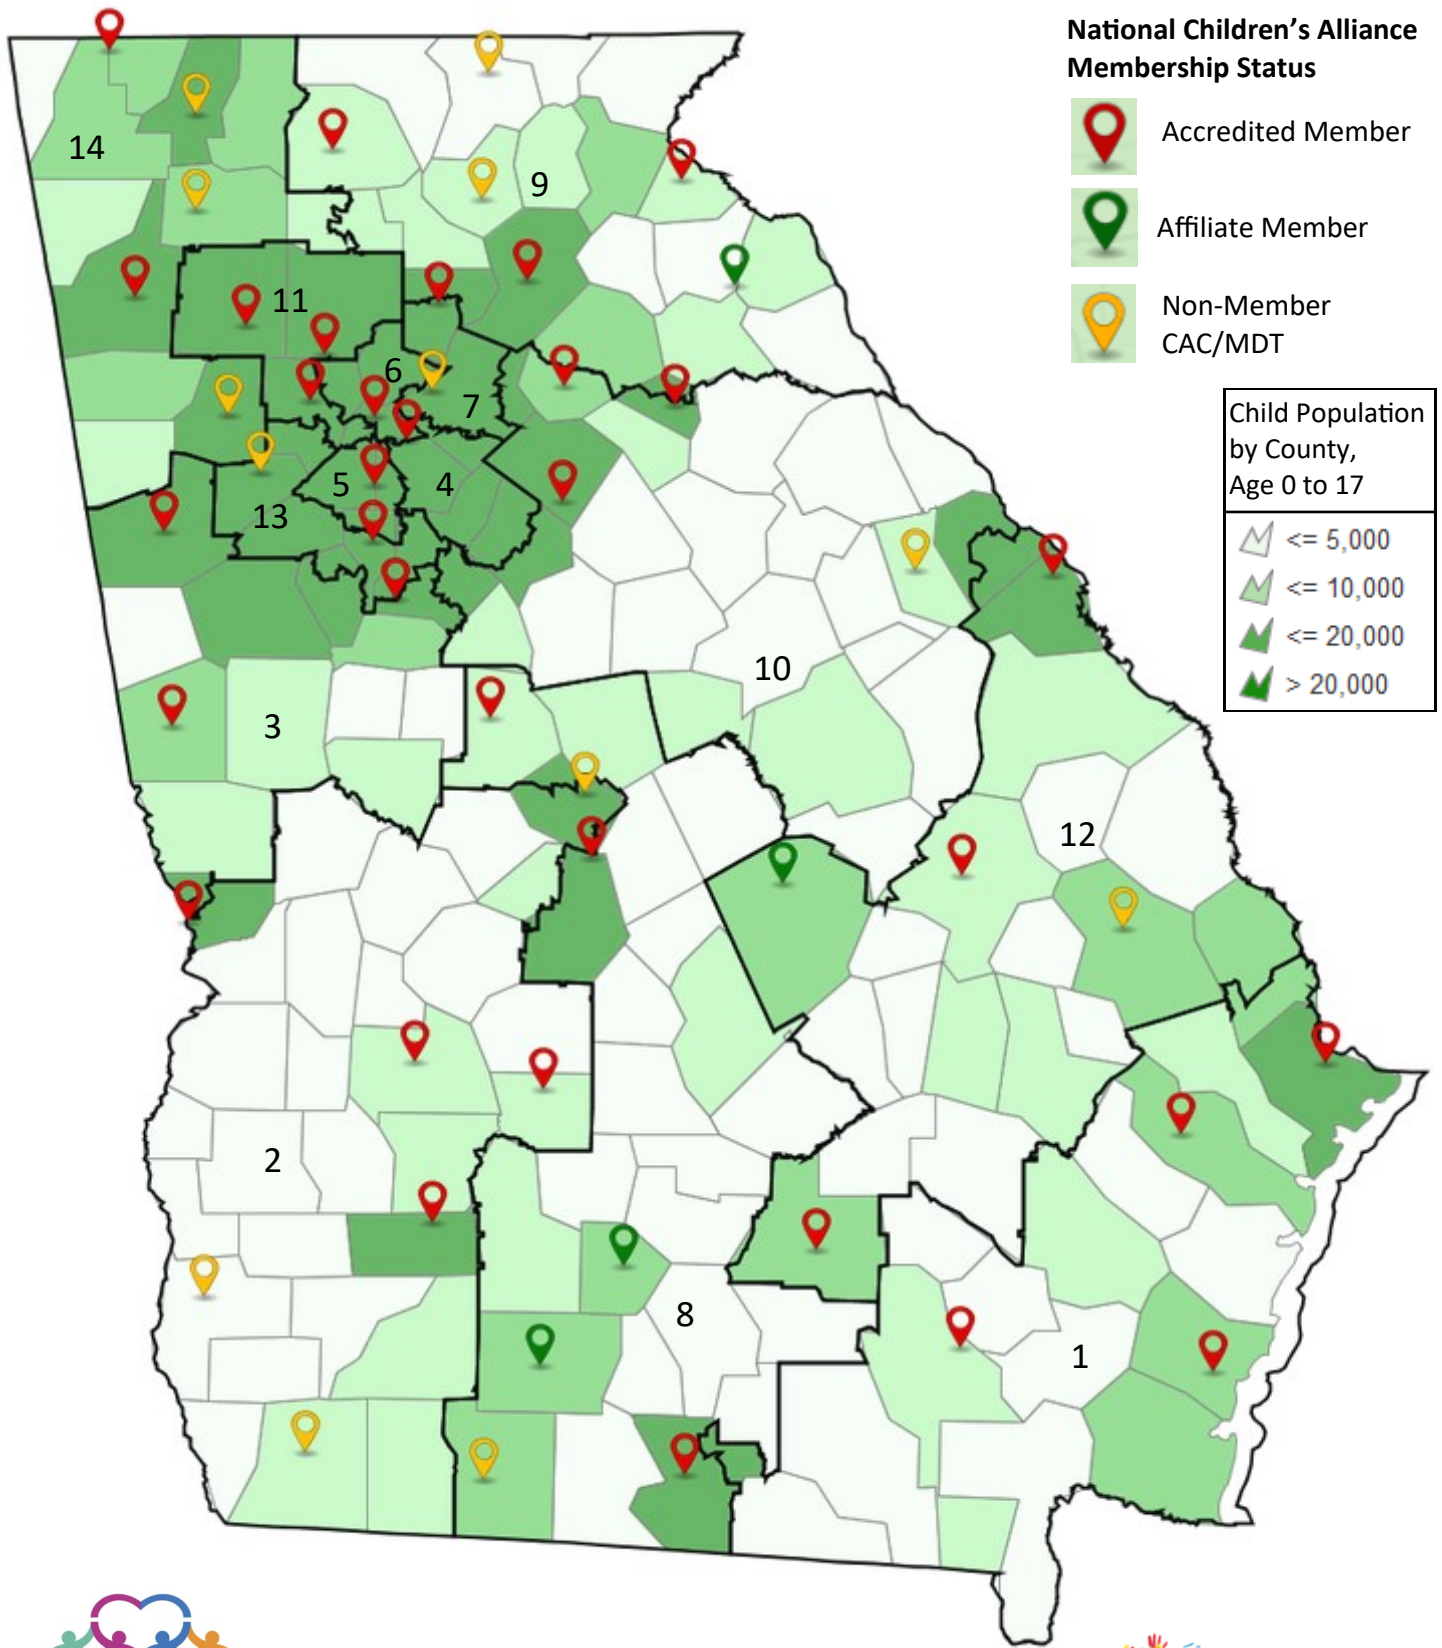 National Children's Alliance
Membership Status
Accredited Member
Affiliate Member
Non-Member
CAC/MDT
Child Population
by County,
Age 0 to 17
<= 5,000
<= 10,000
<= 20,000
> 20,000
14
9
11
6
7
5
4
13
10
3
12
2
8
1